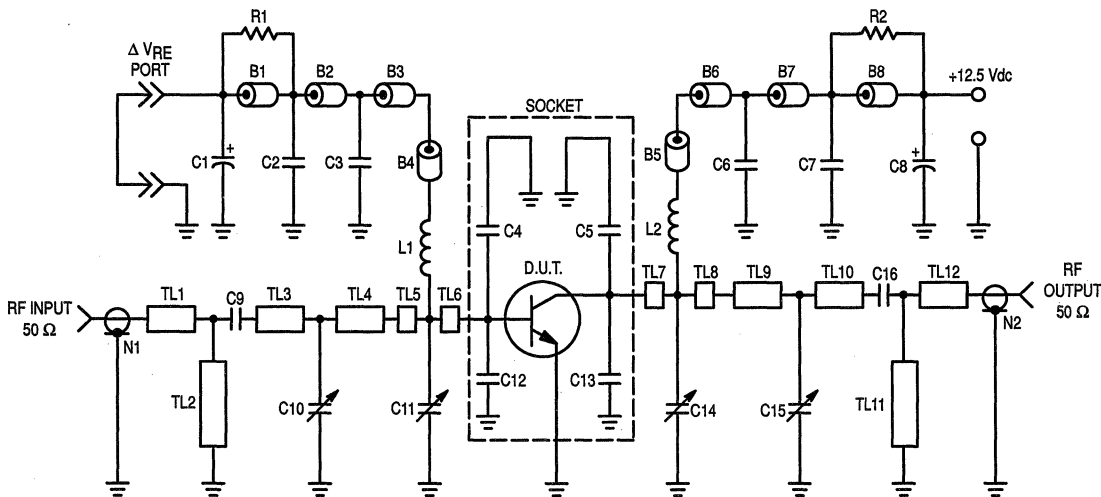 R1
R2
Δ VRE
PORT
B1
B2
B3
B6
B7
B8
+12.5 Vdc
SOCKET
+
C1
C2
C3
B4
B5
C6
C7
+
C8
L1
C4
C5
L2
D.U.T.
RF INPUT
50 Ω
TL1
C9
TL3
TL4
TL5
TL6
TL7
TL8
TL9
TL10
C16
TL12
RF
OUTPUT
50 Ω
N1
N2
TL2
C10
C11
C12
C13
C14
C15
TL11